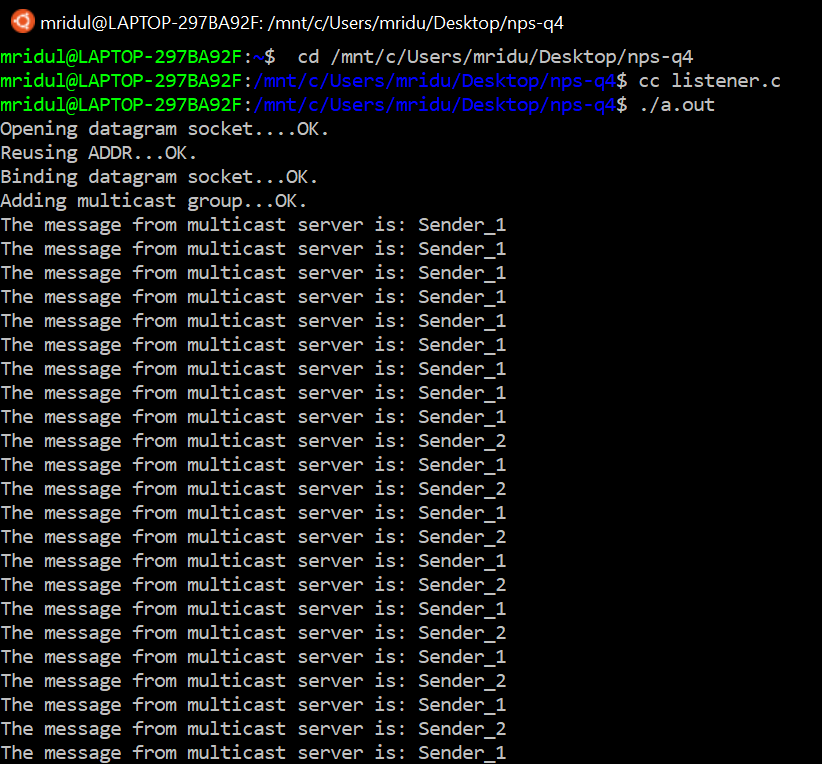 mridul@LAPTOP-297BA92F: /mnt/c/Users/mridu/Desktop/nps-q4
mridul@LAPTOP-297BA92F:~$  cd /mnt/c/Users/mridu/Desktop/nps-q4
mridul@LAPTOP-297BA92F:/mnt/c/Users/mridu/Desktop/nps-q4$ cc listener.c
mridul@LAPTOP-297BA92F:/mnt/c/Users/mridu/Desktop/nps-q4$ ./a.out
Opening datagram socket....OK.
Reusing ADDR...OK.
Binding datagram socket...OK.
Adding multicast group...OK.
The message from multicast server is: Sender_1
The message from multicast server is: Sender_1
The message from multicast server is: Sender_1
The message from multicast server is: Sender_1
The message from multicast server is: Sender_1
The message from multicast server is: Sender_1
The message from multicast server is: Sender_1
The message from multicast server is: Sender_1
The message from multicast server is: Sender_1
The message from multicast server is: Sender_2
The message from multicast server is: Sender_1
The message from multicast server is: Sender_2
The message from multicast server is: Sender_1
The message from multicast server is: Sender_2
The message from multicast server is: Sender_1
The message from multicast server is: Sender_2
The message from multicast server is: Sender_1
The message from multicast server is: Sender_2
The message from multicast server is: Sender_1
The message from multicast server is: Sender_2
The message from multicast server is: Sender_1
The message from multicast server is: Sender_2
The message from multicast server is: Sender_1